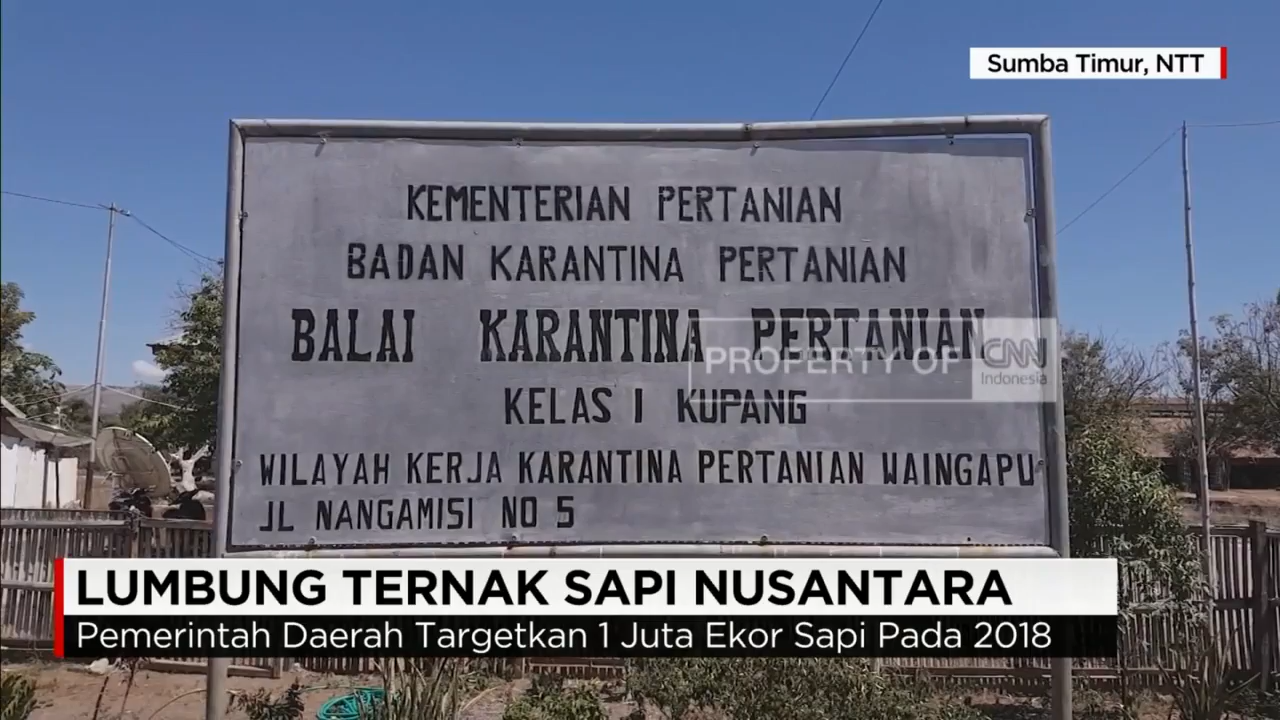 Sumba Timur, NTT
KEMENTERIAN PERTANIAN
BADAN KARANTINA PERTANIAN
BALAI KARANTINA PERTANIAN
PROPERTY OF CNN Indonesia
KELAS I KUPANG
WILAYAH KERJA KARANTINA PERTANIAN WAINGAPU
JL NANGAMISI NO 5
LUMBUNG TERNAK SAPI NUSANTARA
Pemerintah Daerah Targetkan 1 Juta Ekor Sapi Pada 2018